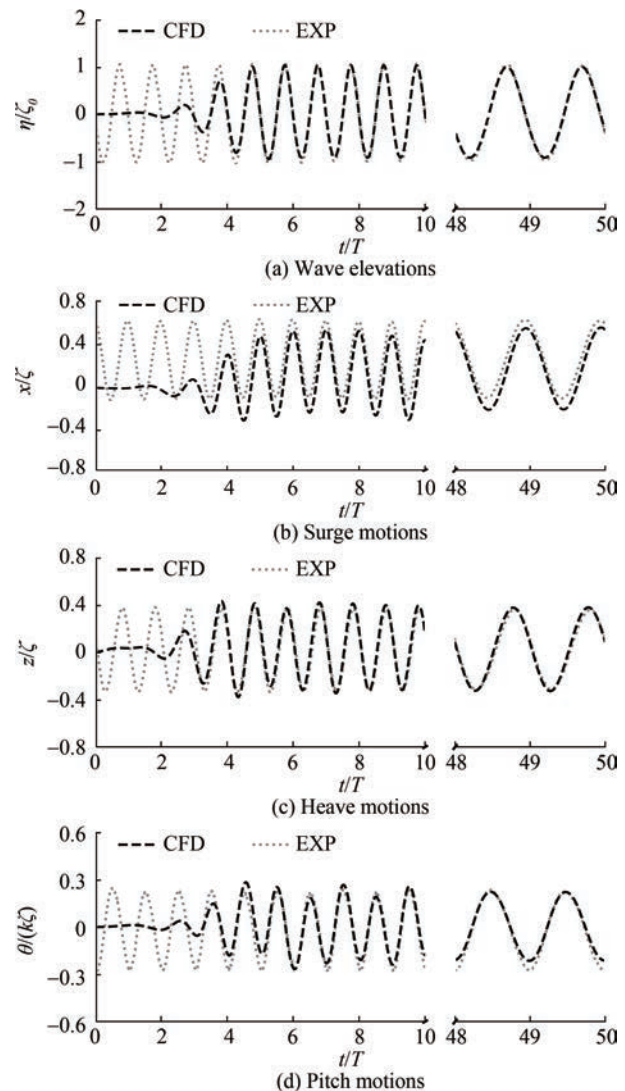 2
CFD
EXP
1
η/ζ₀
0
−1
−2
0 2 4 6 8 10 48 49 50
t/T
(a) Wave elevations
0.8
CFD
EXP
0.4
x/ζ
0
−0.4
−0.8
0 2 4 6 8 10 48 49 50
t/T
(b) Surge motions
0.8
CFD
EXP
0.4
z/ζ
0
−0.4
−0.8
0 2 4 6 8 10 48 49 50
t/T
(c) Heave motions
0.6
CFD
EXP
0.3
θ/(kζ)
0
−0.3
−0.6
0 2 4 6 8 10 48 49 50
t/T
(d) Pitch motions